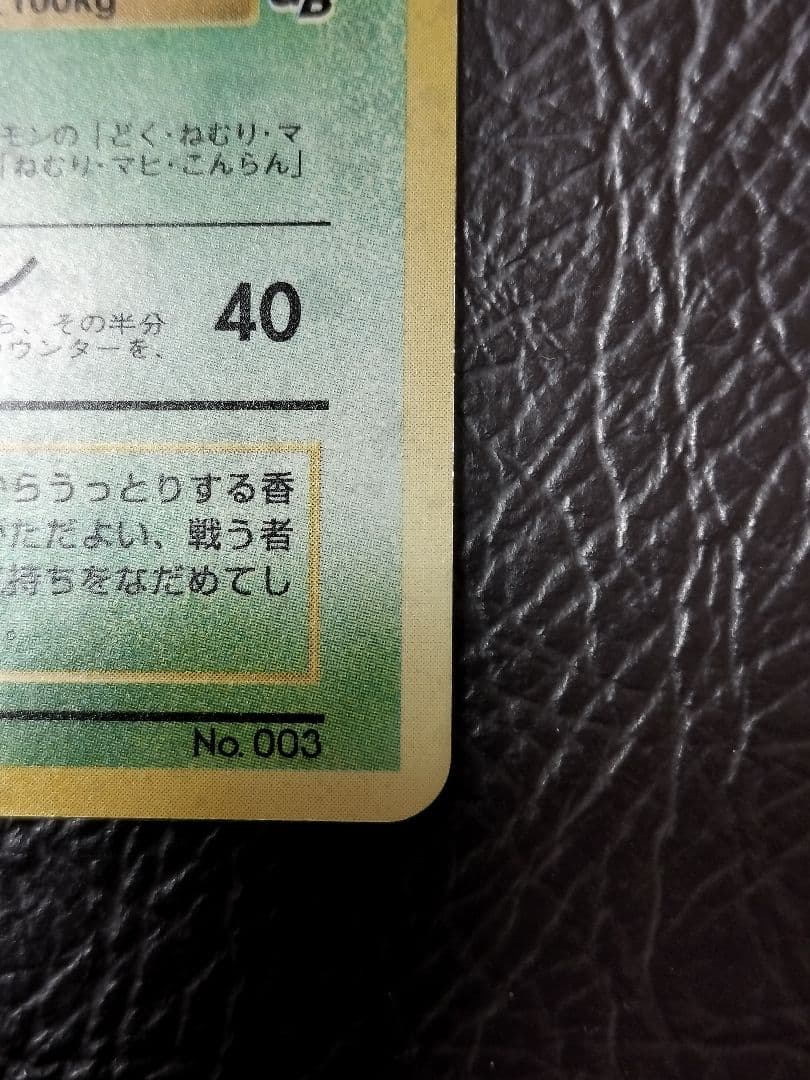 100kg
GB
モンの「どく・ねむり・マ
「ねむり・マヒ・こんらん」
ン
ら、その半分 40
ウンターを、
からうっとりする香
がただよい、戦う者
持ちをなだめてし
。
No. 003